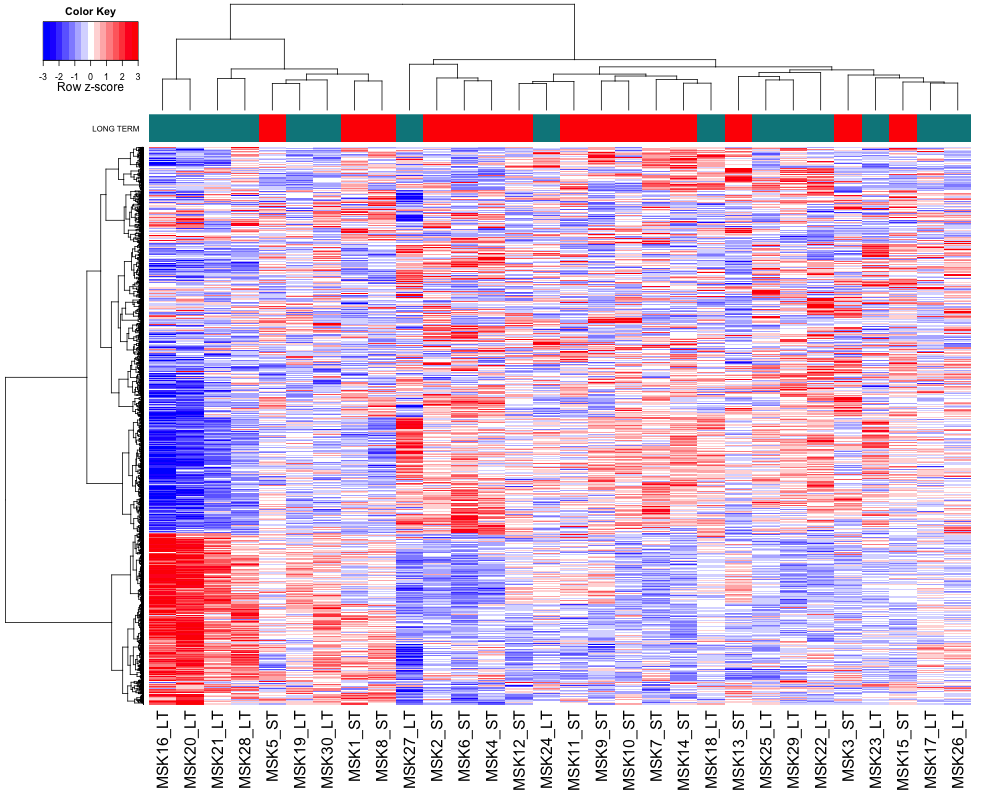 Color Key
-3 -2 -1 0 1 2 3
Row z-score
LONG TERM
MSK16_LT
MSK20_LT
MSK21_LT
MSK28_LT
MSK5_ST
MSK19_LT
MSK30_LT
MSK1_ST
MSK8_ST
MSK27_LT
MSK2_ST
MSK6_ST
MSK4_ST
MSK12_ST
MSK24_LT
MSK11_ST
MSK9_ST
MSK10_ST
MSK7_ST
MSK14_ST
MSK18_LT
MSK13_ST
MSK25_LT
MSK29_LT
MSK22_LT
MSK3_ST
MSK23_LT
MSK15_ST
MSK17_LT
MSK26_LT